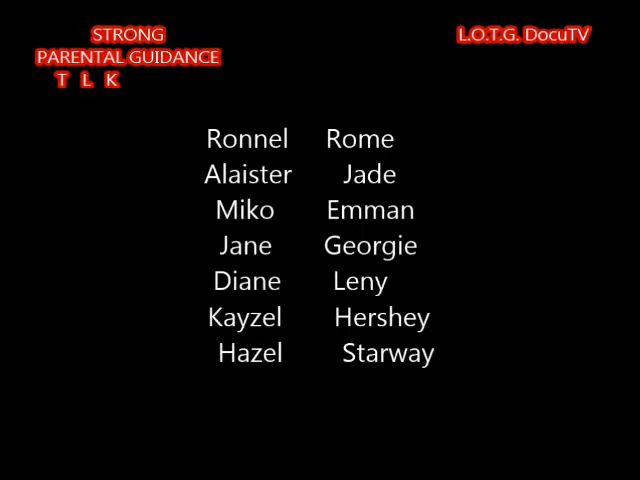 STRONG
PARENTAL GUIDANCE
T L K
L.O.T.G. DocuTV
Ronnel Rome
Alaister Jade
Miko Emman
Jane Georgie
Diane Leny
Kayzel Hershey
Hazel Starway